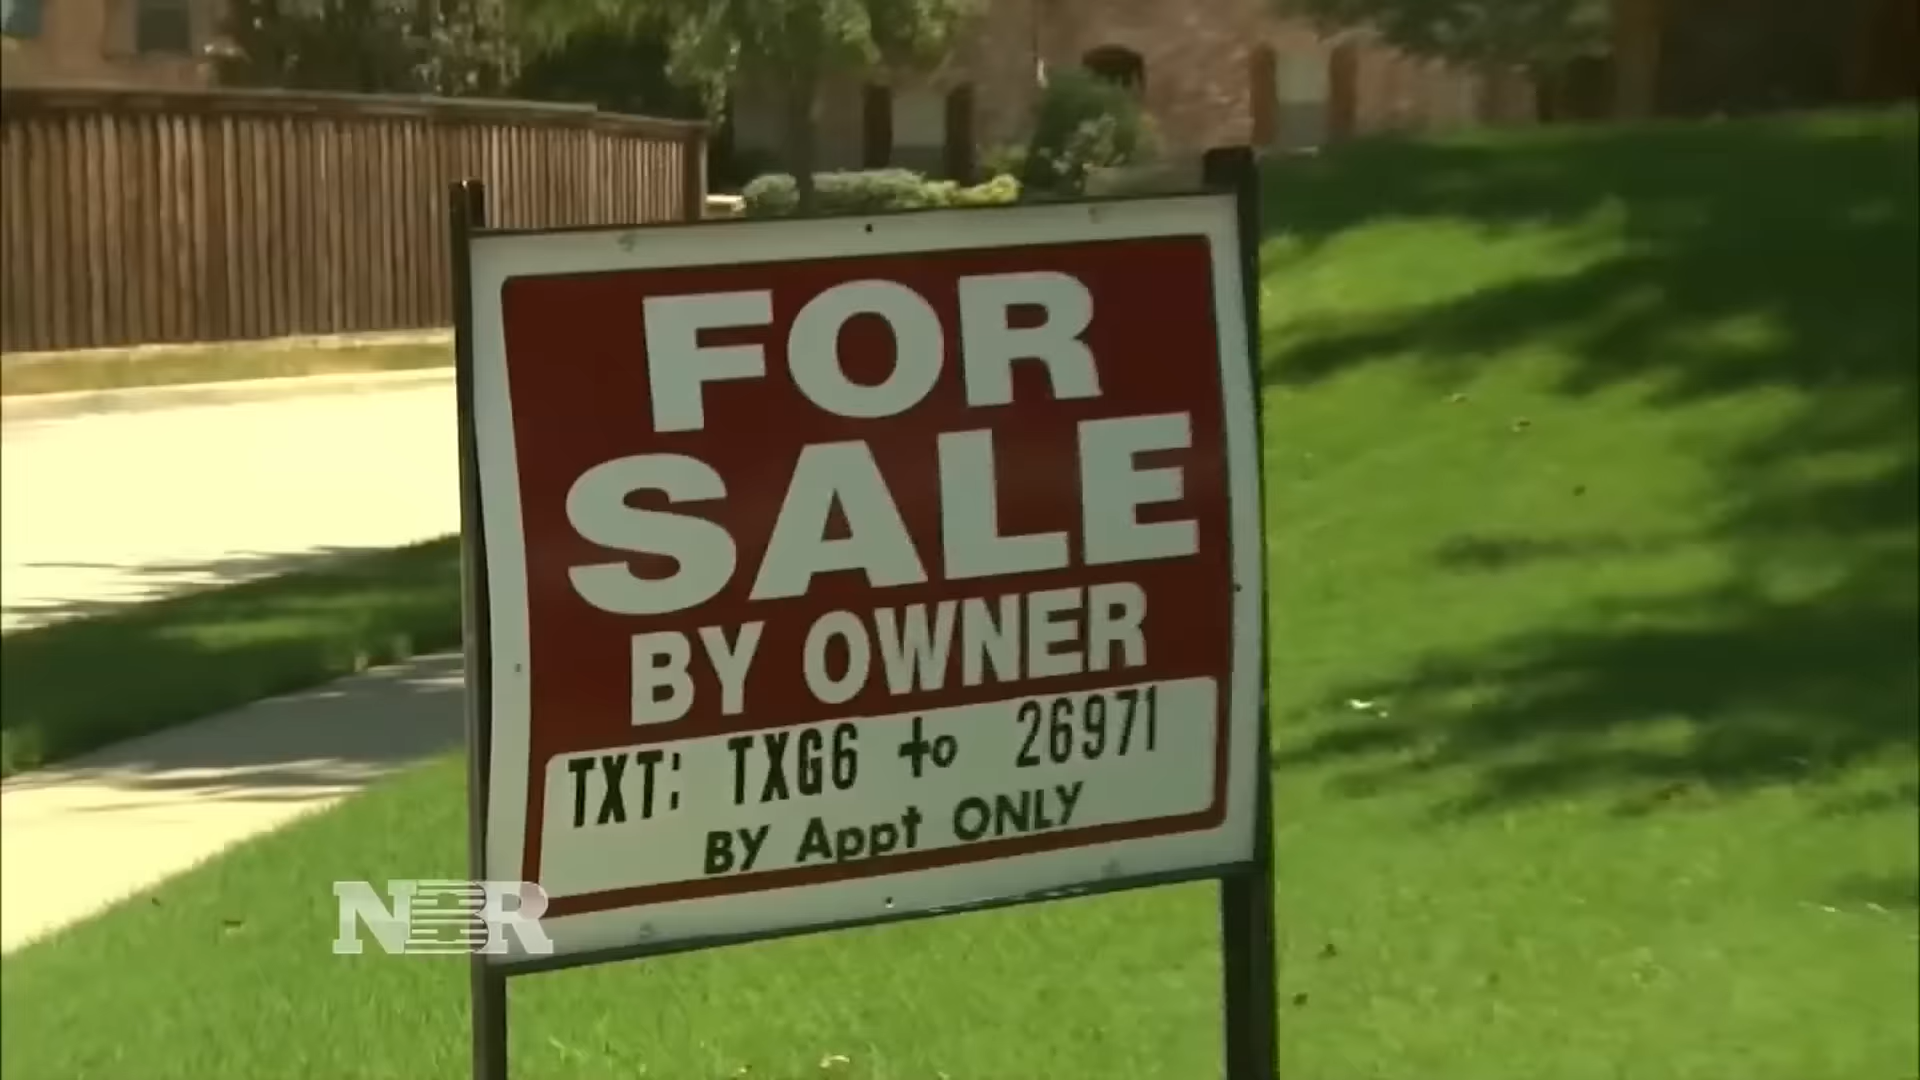 FOR
SALE
BY OWNER
TXT: TXG6 to 26971
BY Appt ONLY
NBR